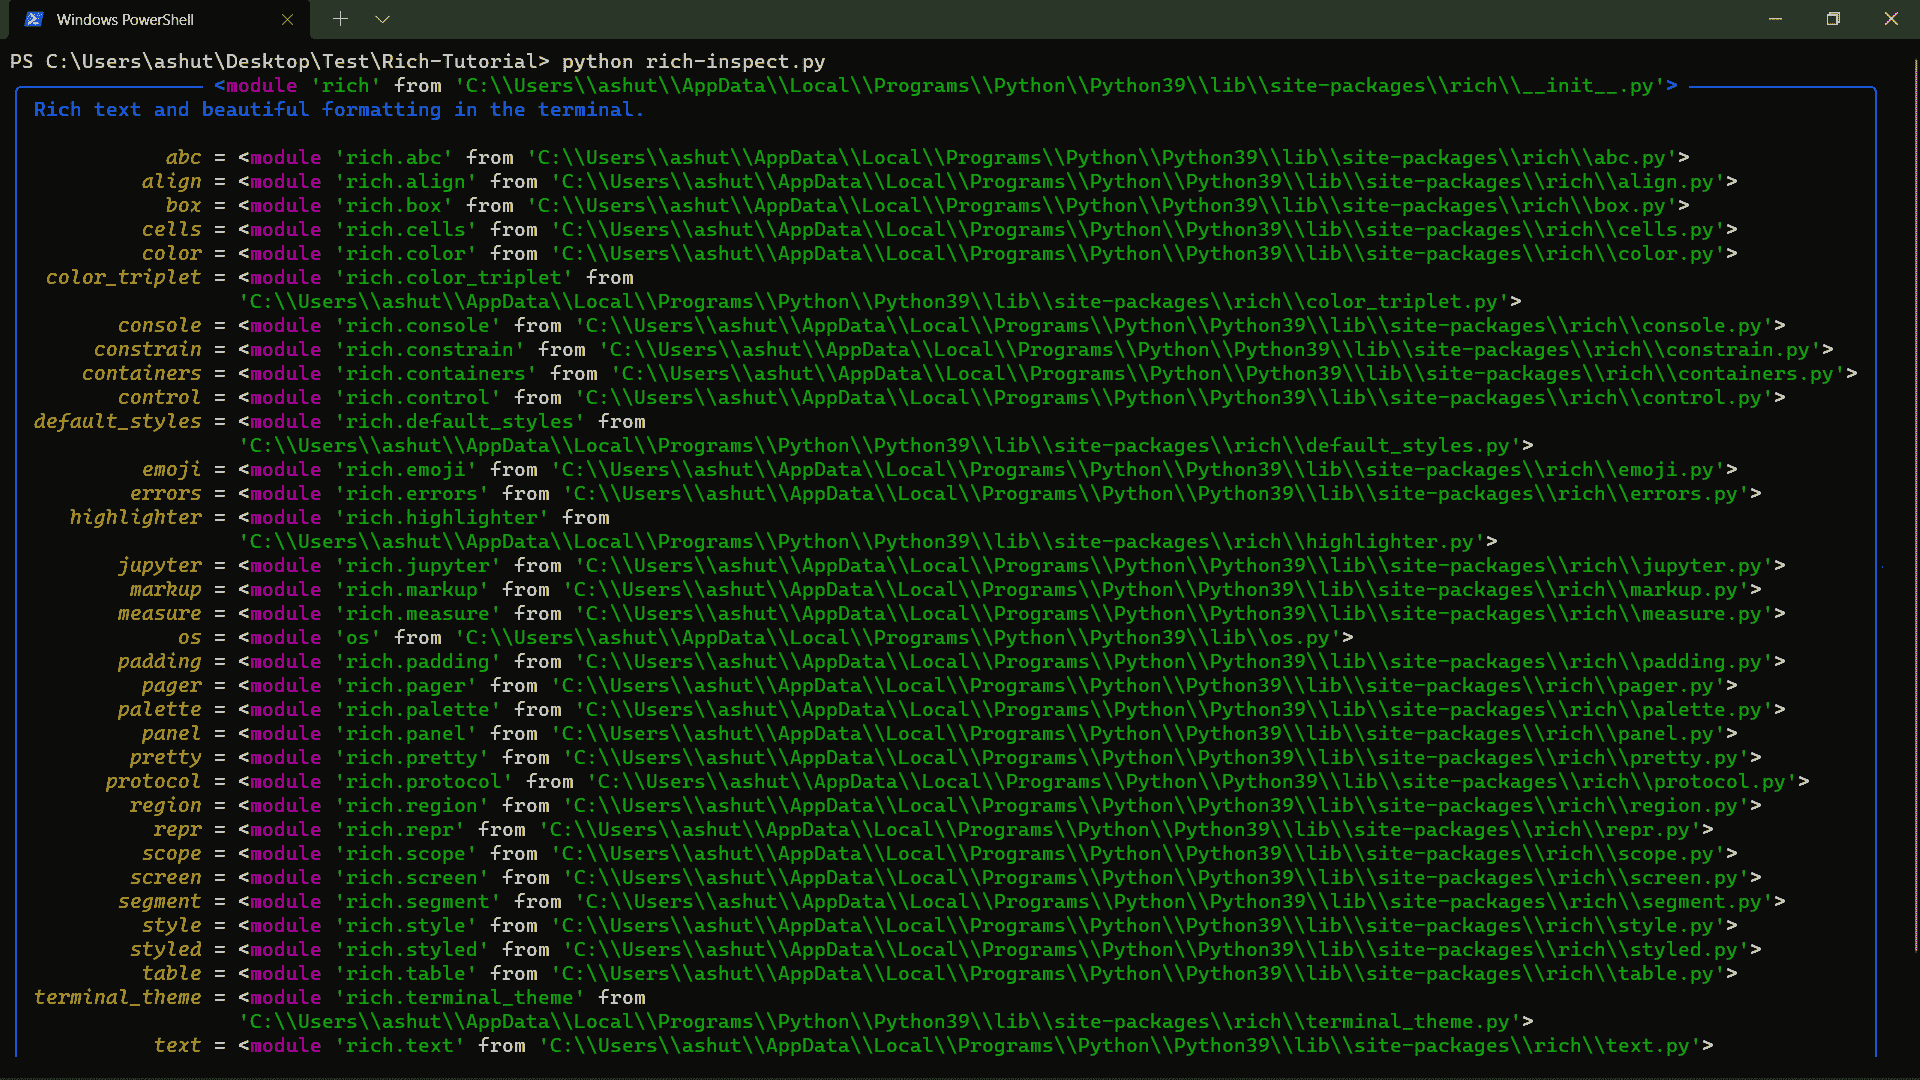 Windows PowerShell
PS C:\Users\ashut\Desktop\Test\Rich-Tutorial> python rich-inspect.py
<module 'rich' from 'C:\\Users\\ashut\\AppData\\Local\\Programs\\Python\\Python39\\lib\\site-packages\\rich\\__init__.py'>
Rich text and beautiful formatting in the terminal.
abc = <module 'rich.abc' from 'C:\\Users\\ashut\\AppData\\Local\\Programs\\Python\\Python39\\lib\\site-packages\\rich\\abc.py'>
align = <module 'rich.align' from 'C:\\Users\\ashut\\AppData\\Local\\Programs\\Python\\Python39\\lib\\site-packages\\rich\\align.py'>
box = <module 'rich.box' from 'C:\\Users\\ashut\\AppData\\Local\\Programs\\Python\\Python39\\lib\\site-packages\\rich\\box.py'>
cells = <module 'rich.cells' from 'C:\\Users\\ashut\\AppData\\Local\\Programs\\Python\\Python39\\lib\\site-packages\\rich\\cells.py'>
color = <module 'rich.color' from 'C:\\Users\\ashut\\AppData\\Local\\Programs\\Python\\Python39\\lib\\site-packages\\rich\\color.py'>
color_triplet = <module 'rich.color_triplet' from
'C:\\Users\\ashut\\AppData\\Local\\Programs\\Python\\Python39\\lib\\site-packages\\rich\\color_triplet.py'>
console = <module 'rich.console' from 'C:\\Users\\ashut\\AppData\\Local\\Programs\\Python\\Python39\\lib\\site-packages\\rich\\console.py'>
constrain = <module 'rich.constrain' from 'C:\\Users\\ashut\\AppData\\Local\\Programs\\Python\\Python39\\lib\\site-packages\\rich\\constrain.py'>
containers = <module 'rich.containers' from 'C:\\Users\\ashut\\AppData\\Local\\Programs\\Python\\Python39\\lib\\site-packages\\rich\\containers.py'>
control = <module 'rich.control' from 'C:\\Users\\ashut\\AppData\\Local\\Programs\\Python\\Python39\\lib\\site-packages\\rich\\control.py'>
default_styles = <module 'rich.default_styles' from
'C:\\Users\\ashut\\AppData\\Local\\Programs\\Python\\Python39\\lib\\site-packages\\rich\\default_styles.py'>
emoji = <module 'rich.emoji' from 'C:\\Users\\ashut\\AppData\\Local\\Programs\\Python\\Python39\\lib\\site-packages\\rich\\emoji.py'>
errors = <module 'rich.errors' from 'C:\\Users\\ashut\\AppData\\Local\\Programs\\Python\\Python39\\lib\\site-packages\\rich\\errors.py'>
highlighter = <module 'rich.highlighter' from
'C:\\Users\\ashut\\AppData\\Local\\Programs\\Python\\Python39\\lib\\site-packages\\rich\\highlighter.py'>
jupyter = <module 'rich.jupyter' from 'C:\\Users\\ashut\\AppData\\Local\\Programs\\Python\\Python39\\lib\\site-packages\\rich\\jupyter.py'>
markup = <module 'rich.markup' from 'C:\\Users\\ashut\\AppData\\Local\\Programs\\Python\\Python39\\lib\\site-packages\\rich\\markup.py'>
measure = <module 'rich.measure' from 'C:\\Users\\ashut\\AppData\\Local\\Programs\\Python\\Python39\\lib\\site-packages\\rich\\measure.py'>
os = <module 'os' from 'C:\\Users\\ashut\\AppData\\Local\\Programs\\Python\\Python39\\lib\\os.py'>
padding = <module 'rich.padding' from 'C:\\Users\\ashut\\AppData\\Local\\Programs\\Python\\Python39\\lib\\site-packages\\rich\\padding.py'>
pager = <module 'rich.pager' from 'C:\\Users\\ashut\\AppData\\Local\\Programs\\Python\\Python39\\lib\\site-packages\\rich\\pager.py'>
palette = <module 'rich.palette' from 'C:\\Users\\ashut\\AppData\\Local\\Programs\\Python\\Python39\\lib\\site-packages\\rich\\palette.py'>
panel = <module 'rich.panel' from 'C:\\Users\\ashut\\AppData\\Local\\Programs\\Python\\Python39\\lib\\site-packages\\rich\\panel.py'>
pretty = <module 'rich.pretty' from 'C:\\Users\\ashut\\AppData\\Local\\Programs\\Python\\Python39\\lib\\site-packages\\rich\\pretty.py'>
protocol = <module 'rich.protocol' from 'C:\\Users\\ashut\\AppData\\Local\\Programs\\Python\\Python39\\lib\\site-packages\\rich\\protocol.py'>
region = <module 'rich.region' from 'C:\\Users\\ashut\\AppData\\Local\\Programs\\Python\\Python39\\lib\\site-packages\\rich\\region.py'>
repr = <module 'rich.repr' from 'C:\\Users\\ashut\\AppData\\Local\\Programs\\Python\\Python39\\lib\\site-packages\\rich\\repr.py'>
scope = <module 'rich.scope' from 'C:\\Users\\ashut\\AppData\\Local\\Programs\\Python\\Python39\\lib\\site-packages\\rich\\scope.py'>
screen = <module 'rich.screen' from 'C:\\Users\\ashut\\AppData\\Local\\Programs\\Python\\Python39\\lib\\site-packages\\rich\\screen.py'>
segment = <module 'rich.segment' from 'C:\\Users\\ashut\\AppData\\Local\\Programs\\Python\\Python39\\lib\\site-packages\\rich\\segment.py'>
style = <module 'rich.style' from 'C:\\Users\\ashut\\AppData\\Local\\Programs\\Python\\Python39\\lib\\site-packages\\rich\\style.py'>
styled = <module 'rich.styled' from 'C:\\Users\\ashut\\AppData\\Local\\Programs\\Python\\Python39\\lib\\site-packages\\rich\\styled.py'>
table = <module 'rich.table' from 'C:\\Users\\ashut\\AppData\\Local\\Programs\\Python\\Python39\\lib\\site-packages\\rich\\table.py'>
terminal_theme = <module 'rich.terminal_theme' from
'C:\\Users\\ashut\\AppData\\Local\\Programs\\Python\\Python39\\lib\\site-packages\\rich\\terminal_theme.py'>
text = <module 'rich.text' from 'C:\\Users\\ashut\\AppData\\Local\\Programs\\Python\\Python39\\lib\\site-packages\\rich\\text.py'>